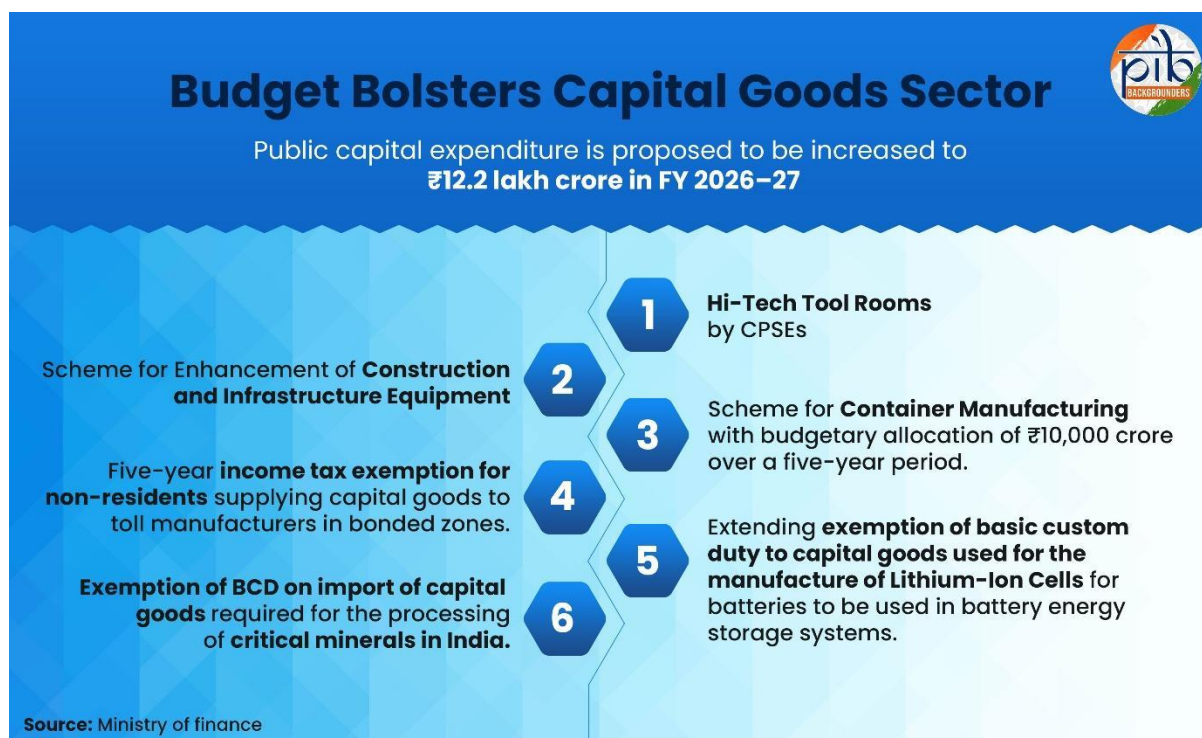 Budget Bolsters Capital Goods Sector
pib
BACKGROUNDERS
Public capital expenditure is proposed to be increased to
₹12.2 lakh crore in FY 2026–27
1
Hi-Tech Tool Rooms
by CPSEs
2
Scheme for Enhancement of Construction
and Infrastructure Equipment
3
Scheme for Container Manufacturing
with budgetary allocation of ₹10,000 crore
over a five-year period.
4
Five-year income tax exemption for
non-residents supplying capital goods to
toll manufacturers in bonded zones.
5
Extending exemption of basic custom
duty to capital goods used for the
manufacture of Lithium-Ion Cells for
batteries to be used in battery energy
storage systems.
6
Exemption of BCD on import of capital
goods required for the processing
of critical minerals in India.
Source: Ministry of finance